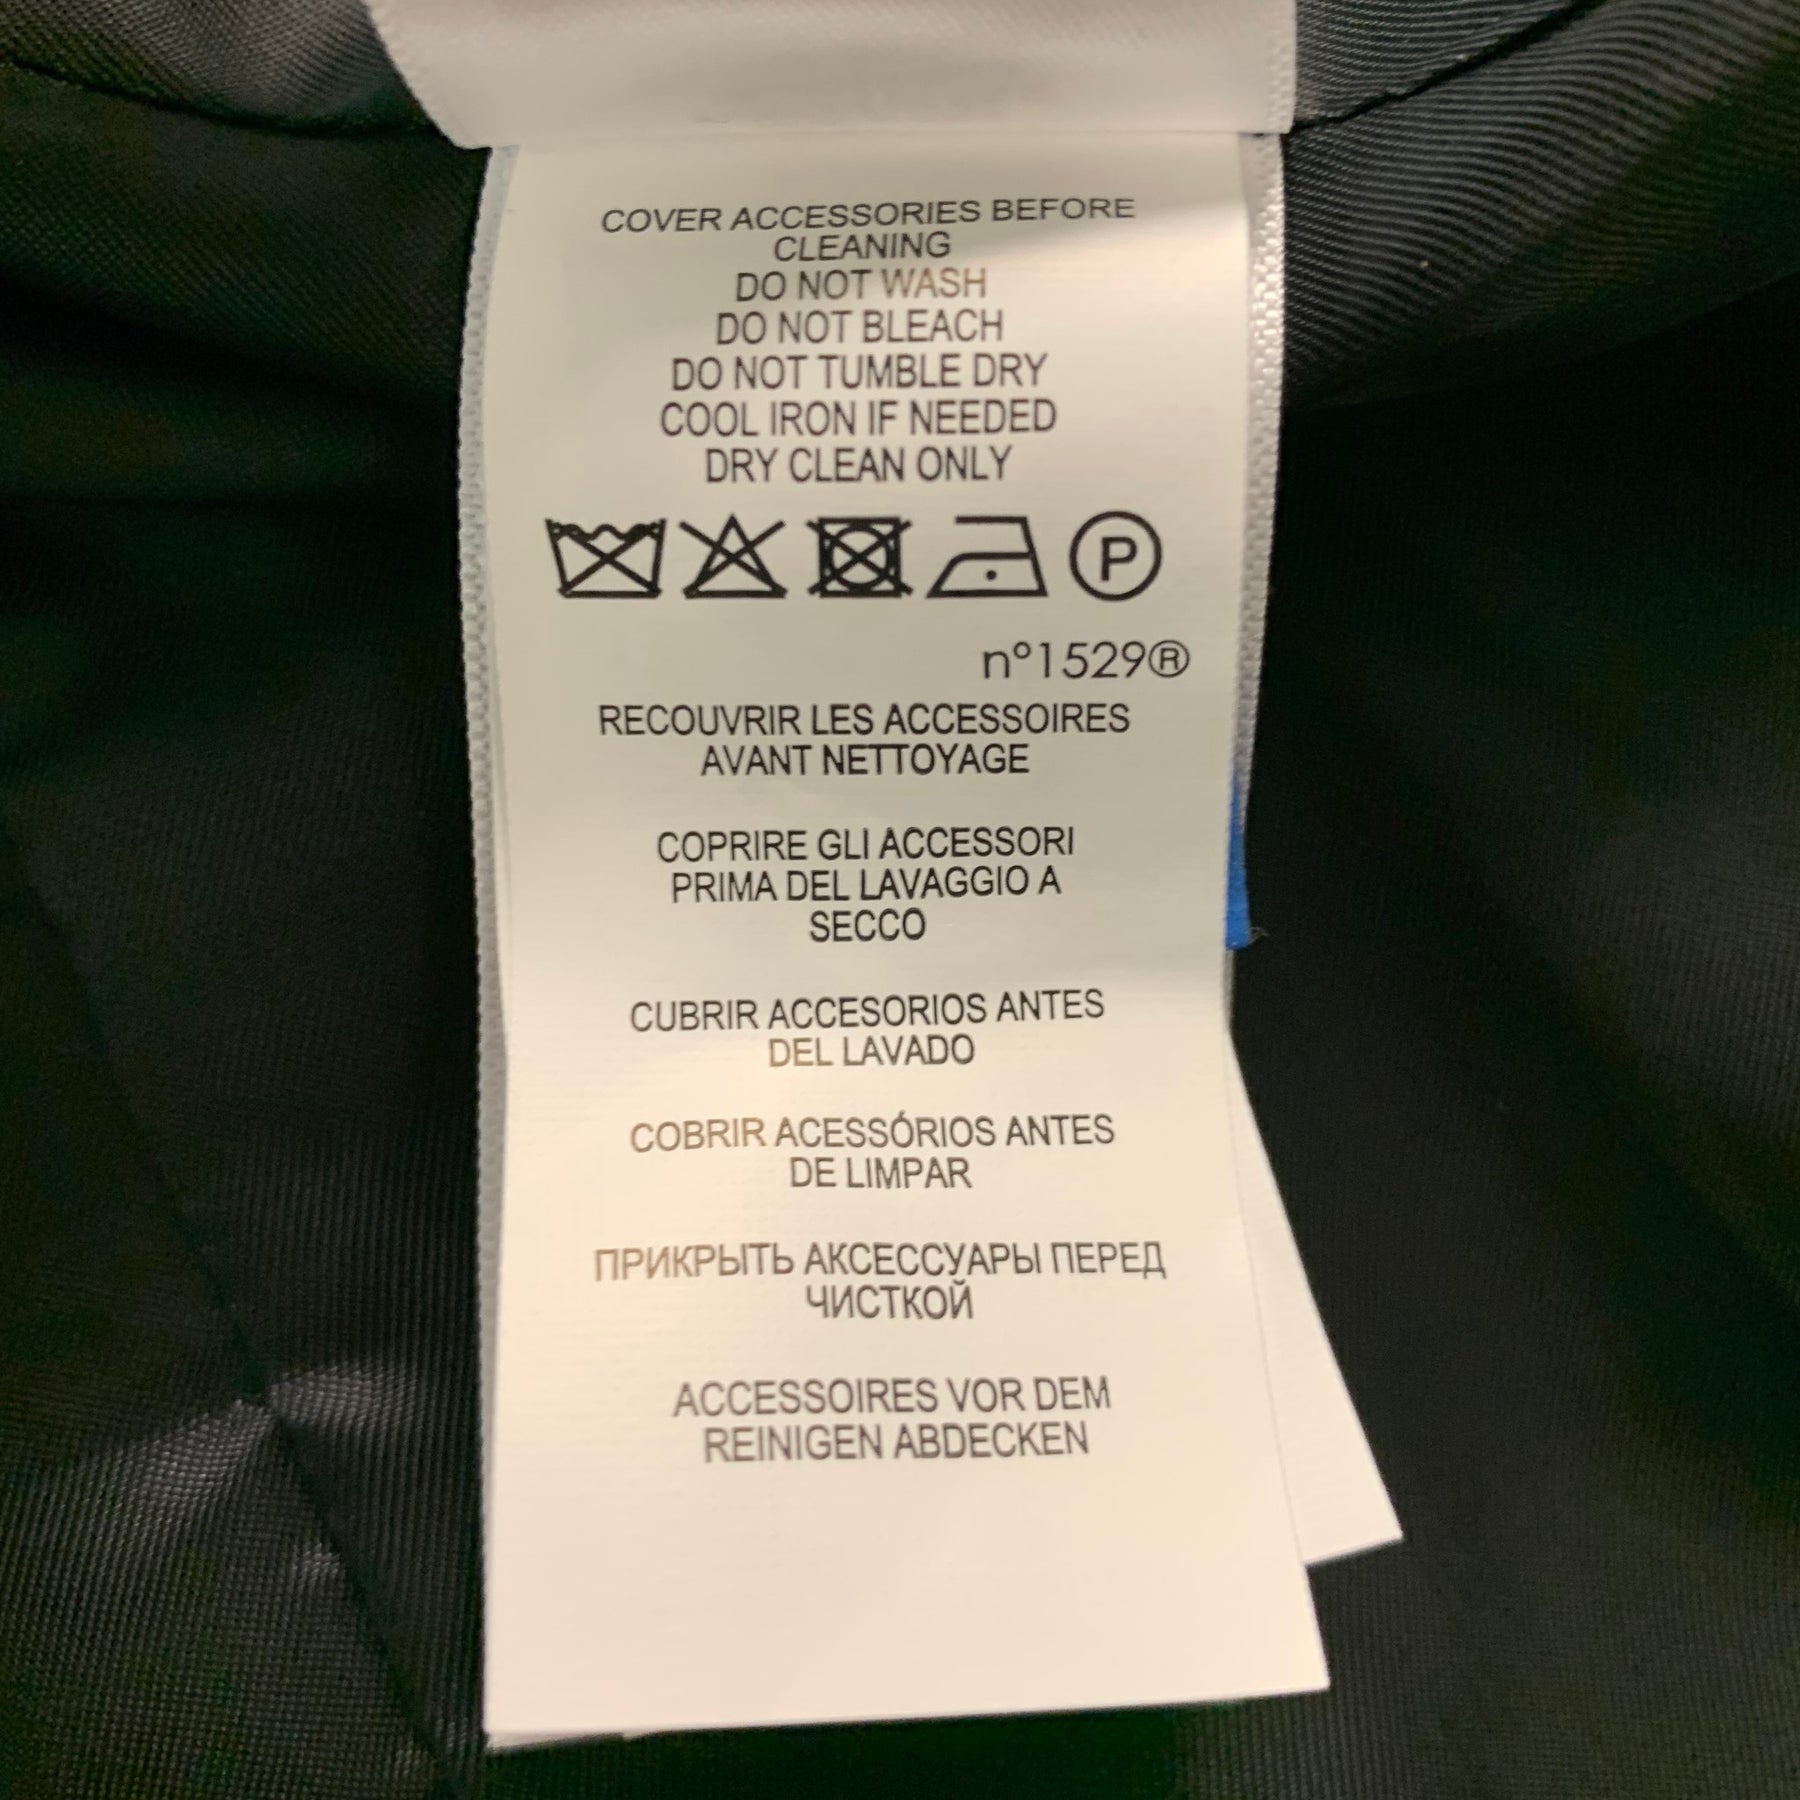 COVER ACCESSORIES BEFORE
CLEANING
DO NOT WASH
DO NOT BLEACH
DO NOT TUMBLE DRY
COOL IRON IF NEEDED
DRY CLEAN ONLY
P
n°1529®
RECOUVRIR LES ACCESSOIRES
AVANT NETTOYAGE
COPRIRE GLI ACCESSORI
PRIMA DEL LAVAGGIO A
SECCO
CUBRIR ACCESORIOS ANTES
DEL LAVADO
COBRIR ACESSÓRIOS ANTES
DE LIMPAR
ПРИКРЫТЬ АКСЕССУАРЫ ПЕРЕД
ЧИСТКОЙ
ACCESSOIRES VOR DEM
REINIGEN ABDECKEN